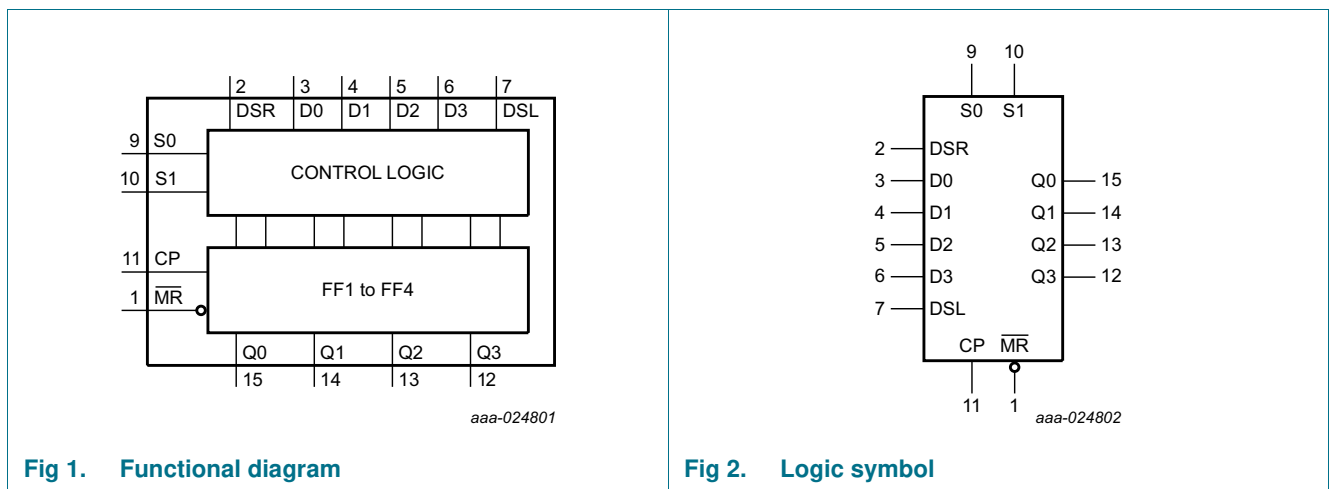 2 3 4 5 6 7
DSR D0 D1 D2 D3 DSL
9 S0
CONTROL LOGIC
10 S1
11 CP
FF1 to FF4
1 MR
Q0 Q1 Q2 Q3
15 14 13 12
aaa-024801
Fig 1. Functional diagram
9 10
S0 S1
2 DSR
3 D0 Q0 15
4 D1 Q1 14
5 D2 Q2 13
6 D3 Q3 12
7 DSL
CP MR
11 1
aaa-024802
Fig 2. Logic symbol